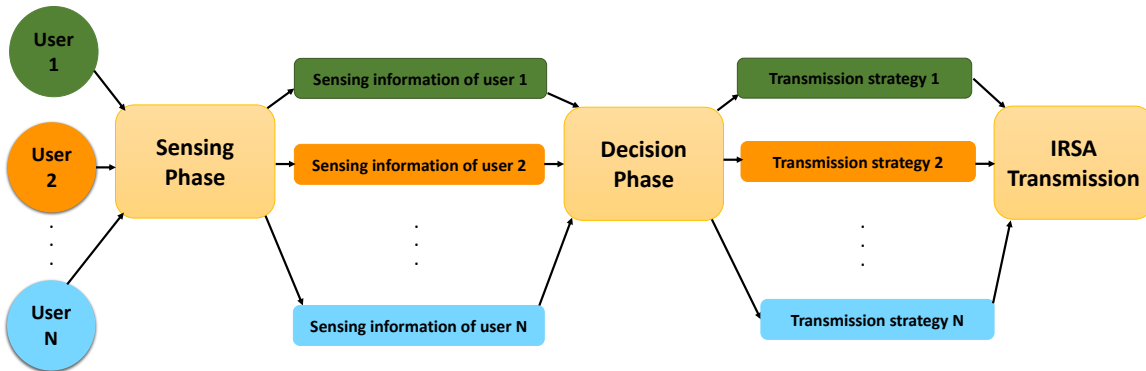 User
1
Sensing information of user 1
Transmission strategy 1
User
2
Sensing
Phase
Sensing information of user 2
Decision
Phase
Transmission strategy 2
IRSA
Transmission
User
N
Sensing information of user N
Transmission strategy N